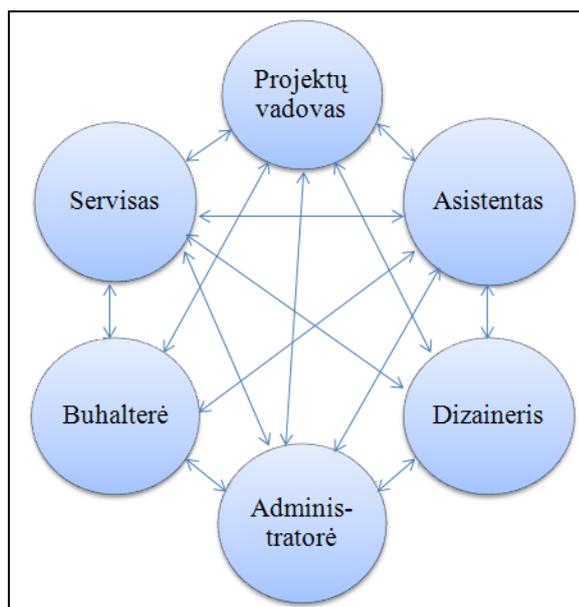 Projektų
vadovas
Servisas
Asistentas
Buhalterė
Dizaineris
Adminis-
tratorė